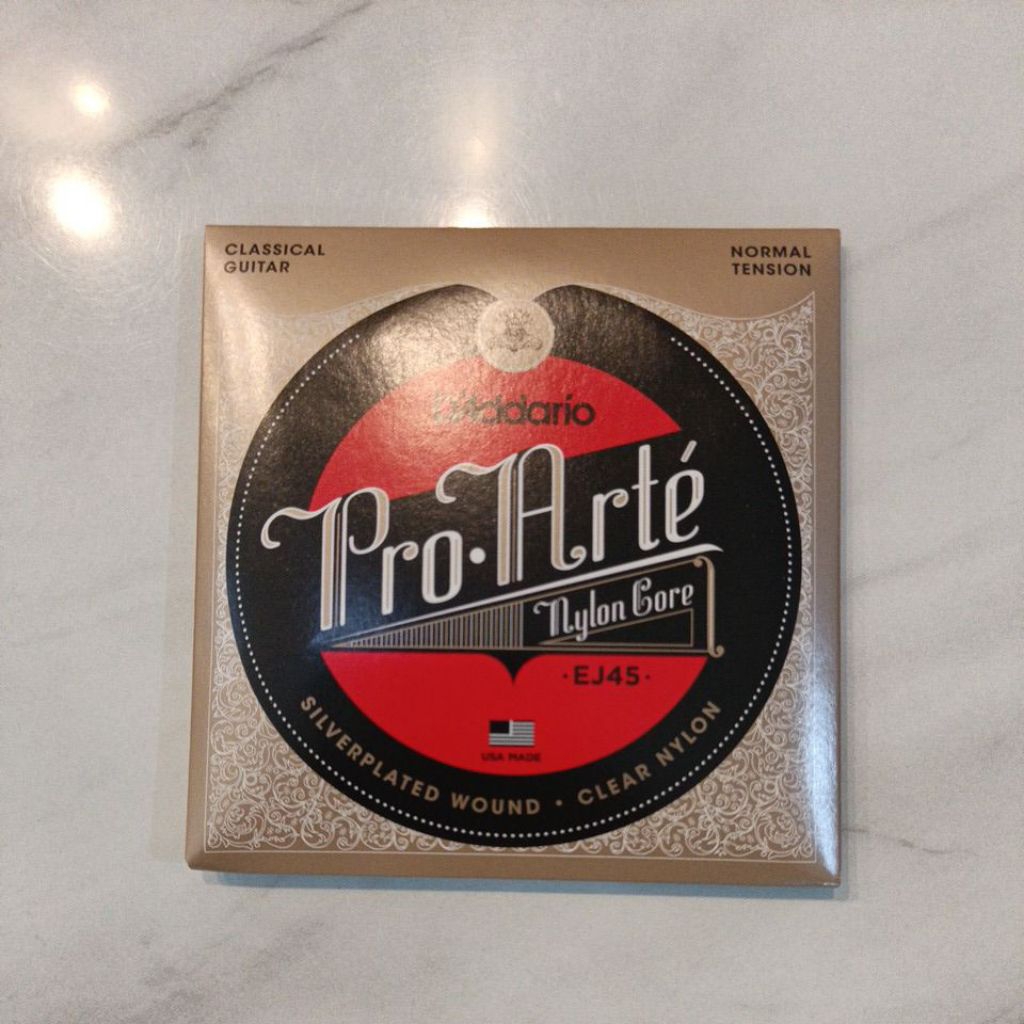 CLASSICAL
GUITAR
NORMAL
TENSION
D'Addario
Pro•Arté
Nylon Core
·EJ45·
USA MADE
SILVERPLATED WOUND • CLEAR NYLON